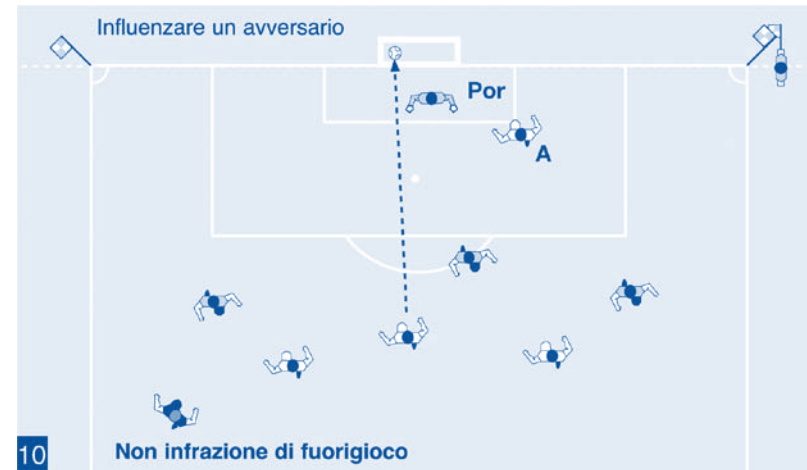 Influenzare un avversario
Por
A
10
Non infrazione di fuorigioco